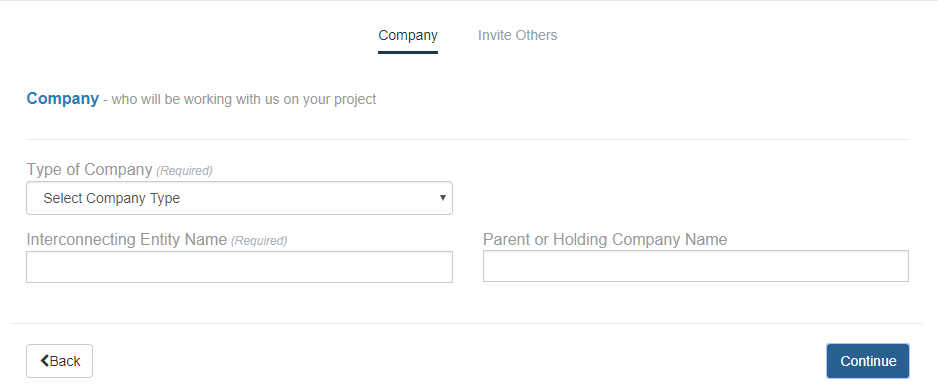 Company Invite Others
Company - who will be working with us on your project
Type of Company (Required)
Select Company Type
Interconnecting Entity Name (Required) Parent or Holding Company Name
Back Continue